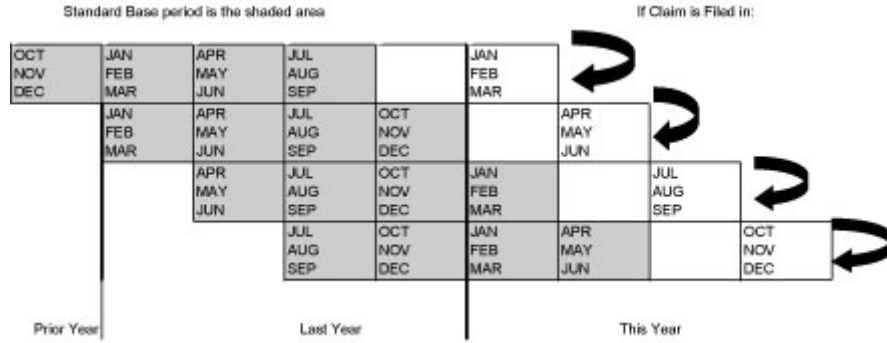 Standard Base period is the shaded area If Claim is Filed in:
OCT JAN APR JUL JAN
NOV FEB MAY AUG FEB
DEC MAR JUN SEP MAR
JAN APR JUL OCT APR
FEB MAY AUG NOV MAY
MAR JUN SEP DEC JUN
APR JUL OCT JAN JUL
MAY AUG NOV FEB AUG
JUN SEP DEC MAR SEP
JUL OCT JAN APR OCT
AUG NOV FEB MAY NOV
SEP DEC MAR JUN DEC
Prior Year Last Year This Year